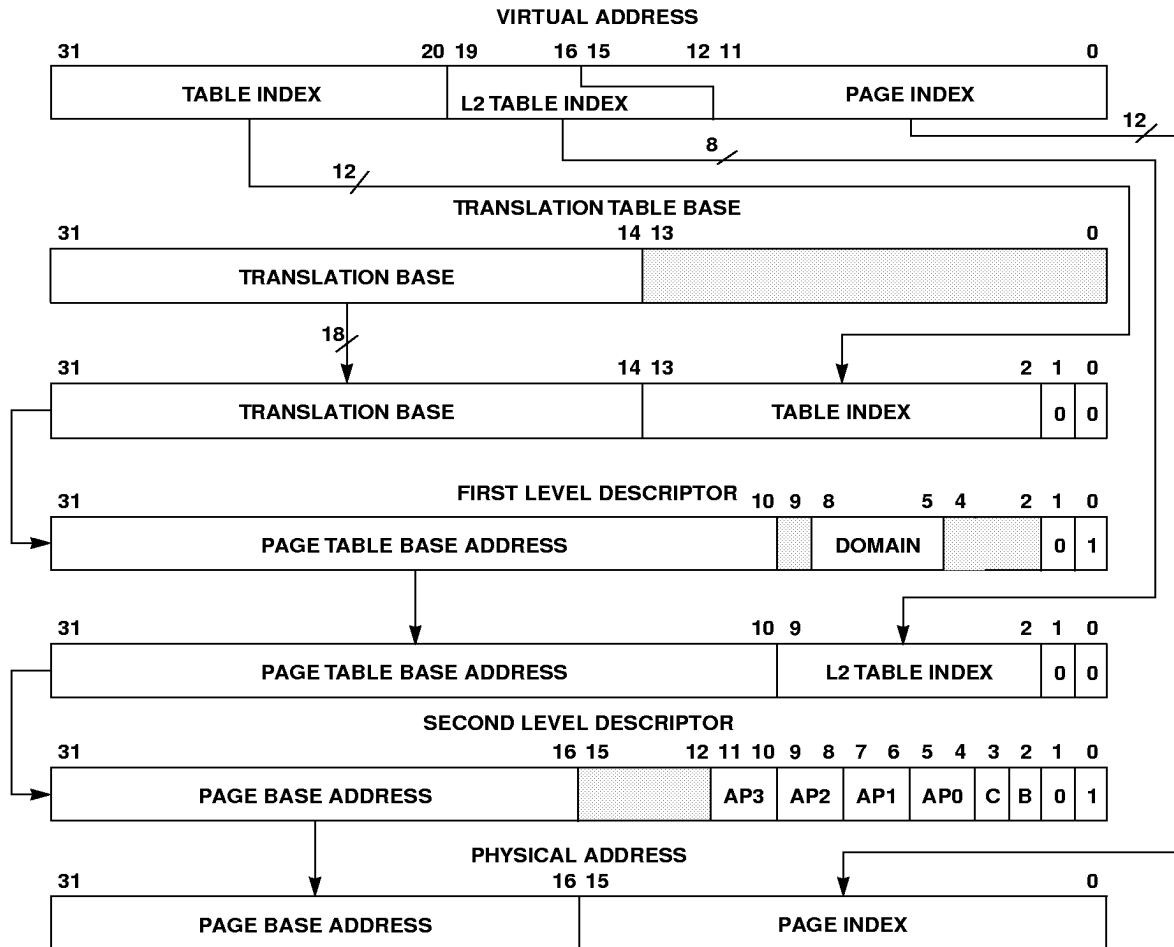 VIRTUAL ADDRESS
31 20 19 16 15 12 11 0
TABLE INDEX L2 TABLE INDEX PAGE INDEX
12
8
12
TRANSLATION TABLE BASE
31 14 13 0
TRANSLATION BASE
18
31 14 13 2 1 0
TRANSLATION BASE TABLE INDEX 0 0
FIRST LEVEL DESCRIPTOR
31 10 9 8 5 4 2 1 0
PAGE TABLE BASE ADDRESS DOMAIN 0 1
31 10 9 2 1 0
PAGE TABLE BASE ADDRESS L2 TABLE INDEX 0 0
SECOND LEVEL DESCRIPTOR
31 16 15 12 11 10 9 8 7 6 5 4 3 2 1 0
PAGE BASE ADDRESS AP3 AP2 AP1 AP0 C B 0 1
PHYSICAL ADDRESS
31 16 15 0
PAGE BASE ADDRESS PAGE INDEX